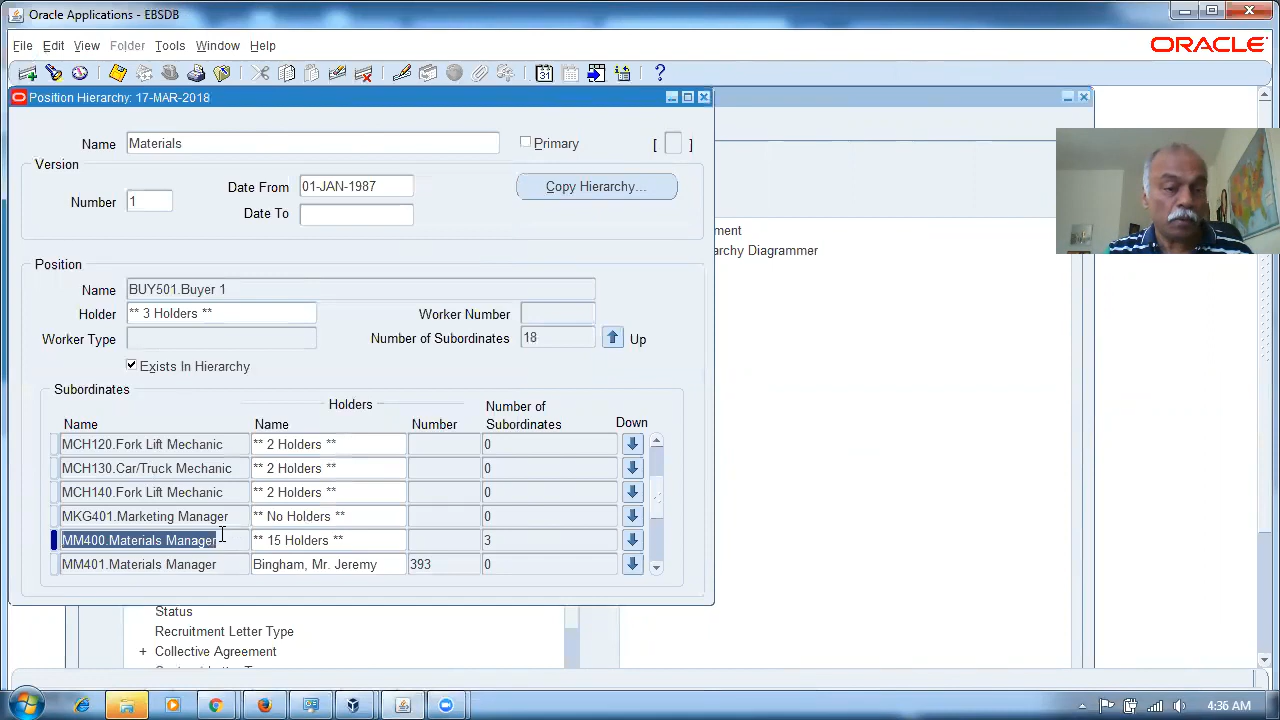 Oracle Applications - EBSDB
File Edit View Folder Tools Window Help
ORACLE
Position Hierarchy: 17-MAR-2018
Name Materials Primary [ ]
Version
Number 1 Date From 01-JAN-1987 Copy Hierarchy...
Date To
ment
archy Diagrammer
Position
Name BUY501.Buyer 1
Holder ** 3 Holders ** Worker Number
Worker Type Number of Subordinates 18 Up
Exists In Hierarchy
Subordinates
Holders Number of
Name Name Number Subordinates Down
MCH120.Fork Lift Mechanic ** 2 Holders ** 0
MCH130.Car/Truck Mechanic ** 2 Holders ** 0
MCH140.Fork Lift Mechanic ** 2 Holders ** 0
MKG401.Marketing Manager ** No Holders ** 0
MM400.Materials Manager ** 15 Holders ** 3
MM401.Materials Manager Bingham, Mr. Jeremy 393 0
Status
Recruitment Letter Type
+ Collective Agreement
4:36 AM